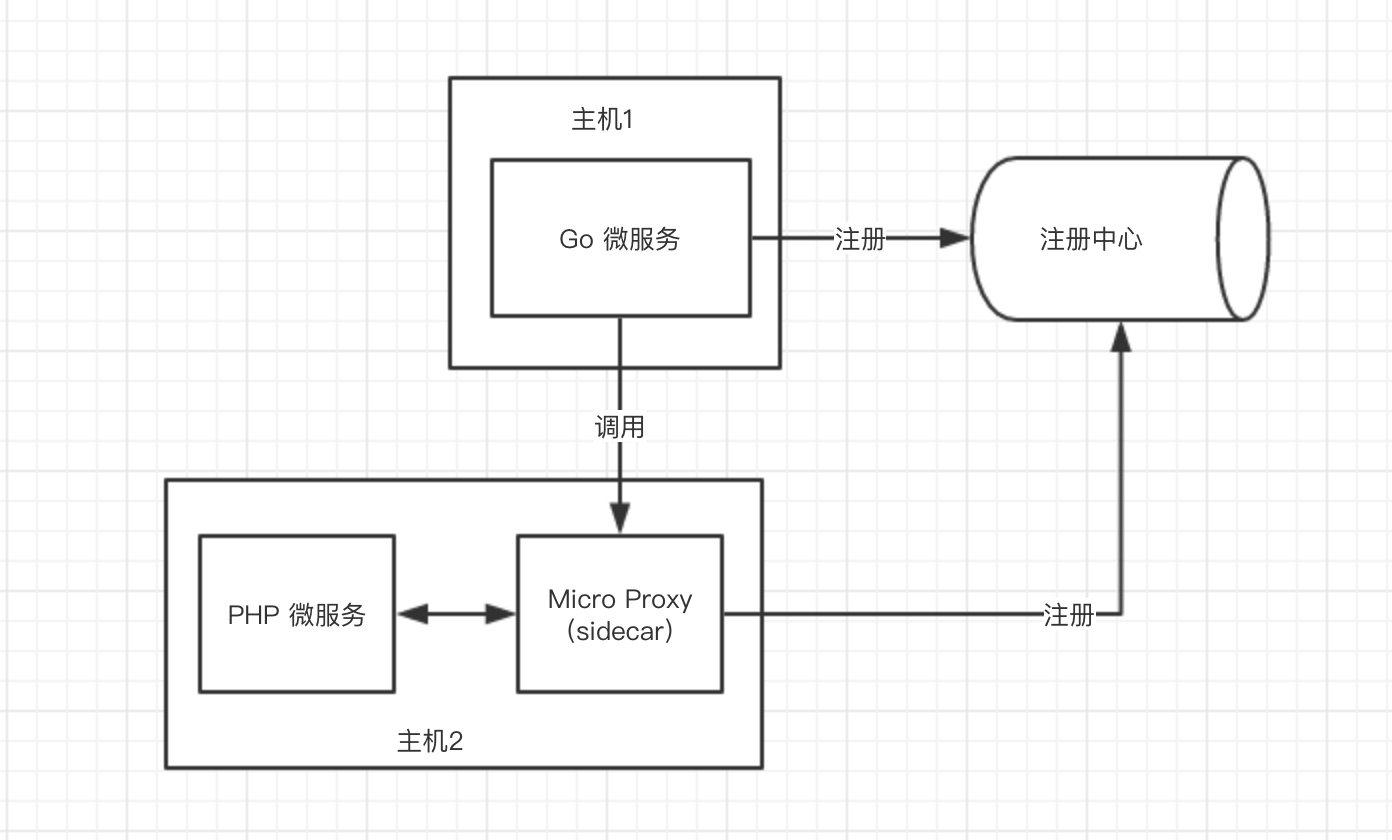 主机1
Go 微服务
注册
注册中心
调用
PHP 微服务
Micro Proxy
(sidecar)
注册
主机2